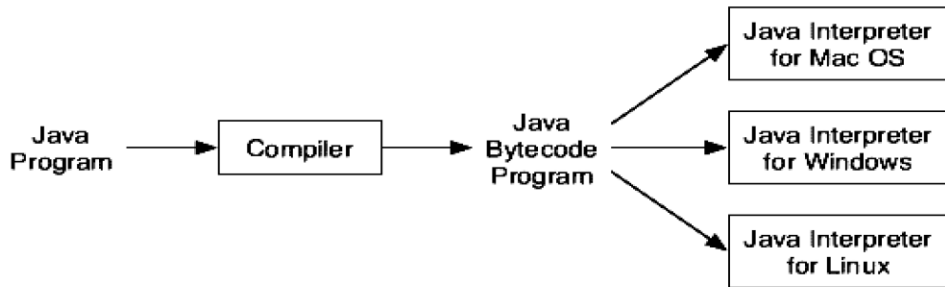 Java
Program
Compiler
Java
Bytecode
Program
Java Interpreter
for Mac OS
Java Interpreter
for Windows
Java Interpreter
for Linux